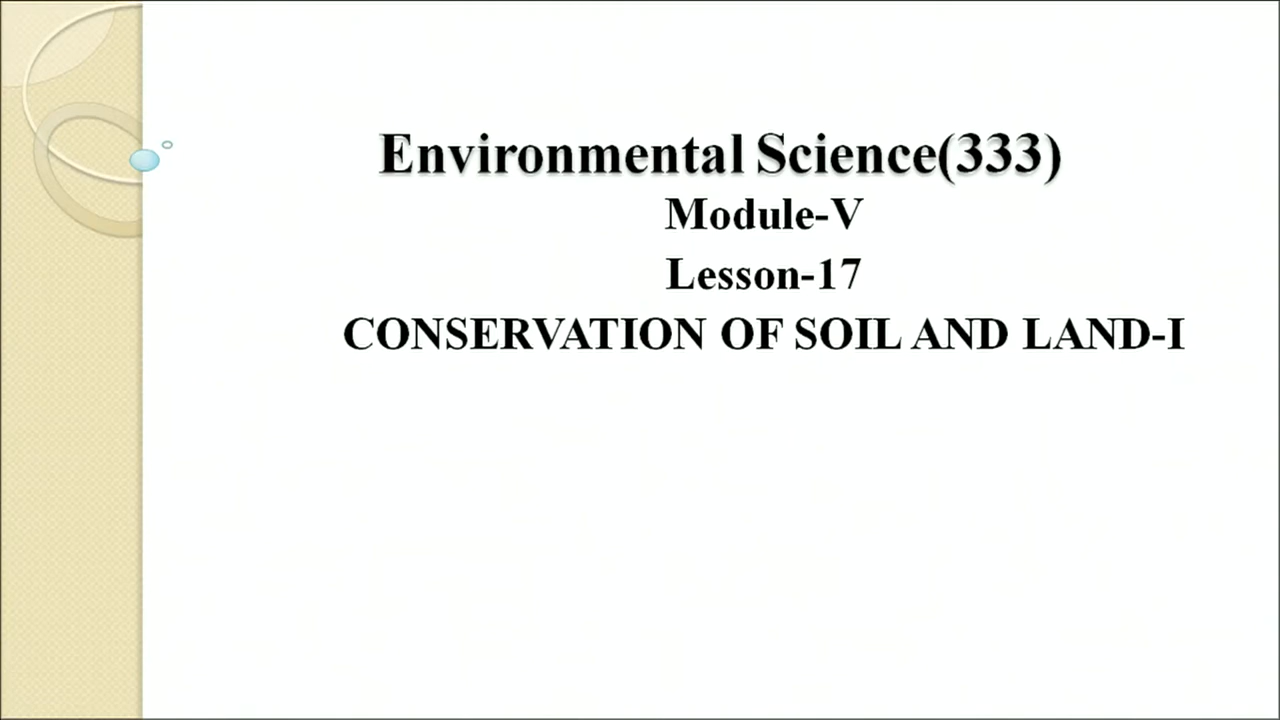 Environmental Science(333)
Module-V
Lesson-17
CONSERVATION OF SOIL AND LAND-I